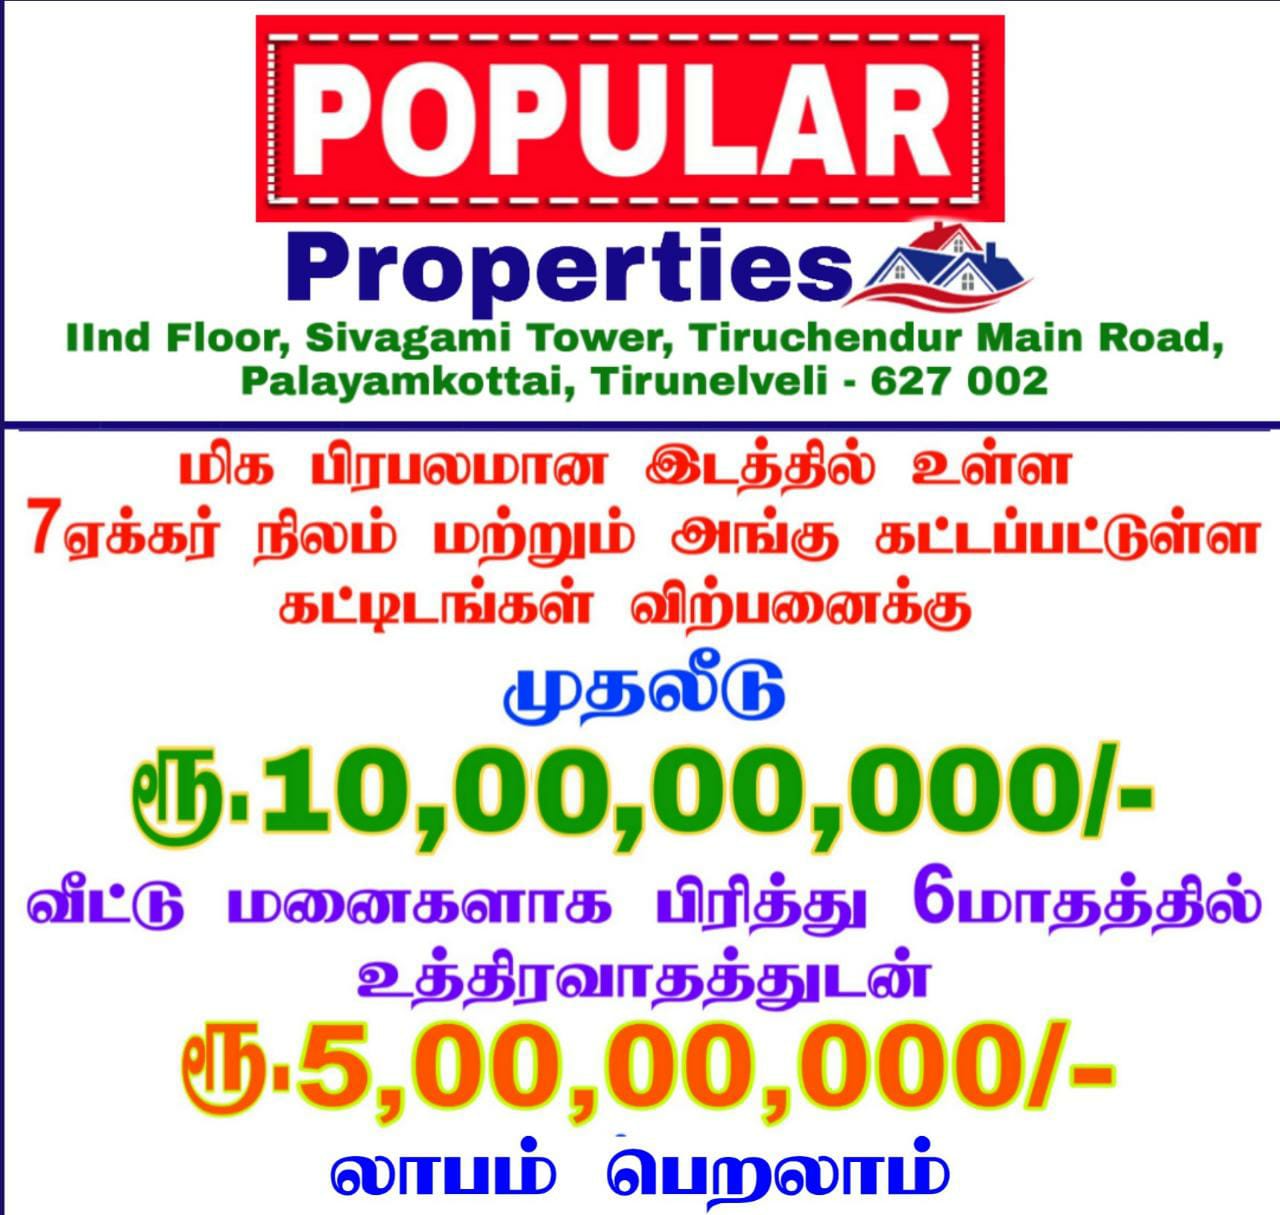 POPULAR
Properties
IInd Floor, Sivagami Tower, Tiruchendur Main Road,
Palayamkottai, Tirunelveli - 627 002
மிக பிரபலமான இடத்தில் உள்ள
7ஏக்கர் நிலம் மற்றும் அங்கு கட்டப்பட்டுள்ள
கட்டிடங்கள் விற்பனைக்கு
முதலீடு
ரூ.10,00,00,000/-
வீட்டு மனைகளாக பிரித்து 6மாதத்தில்
உத்திரவாதத்துடன்
ரூ.5,00,00,000/-
லாபம் பெறலாம்